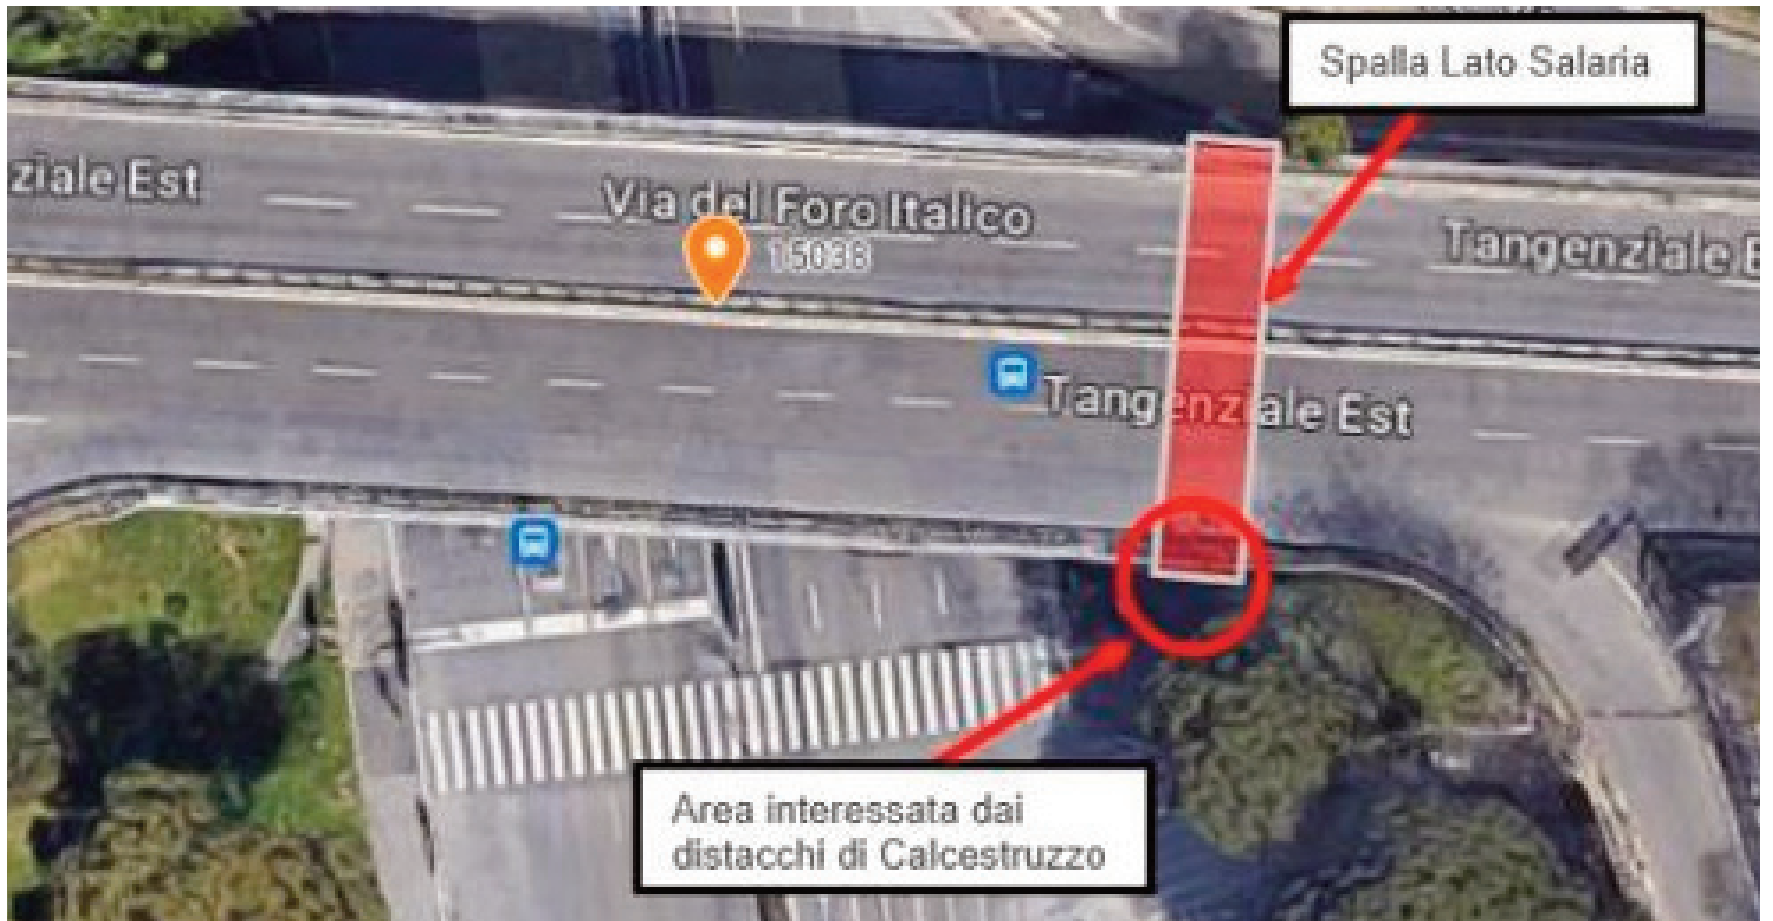 Spalla Lato Salaria
ziale Est
Via del Foro Italico
15038
Tangenziale E
Tangenziale Est
Area interessata dai
distacchi di Calcestruzzo